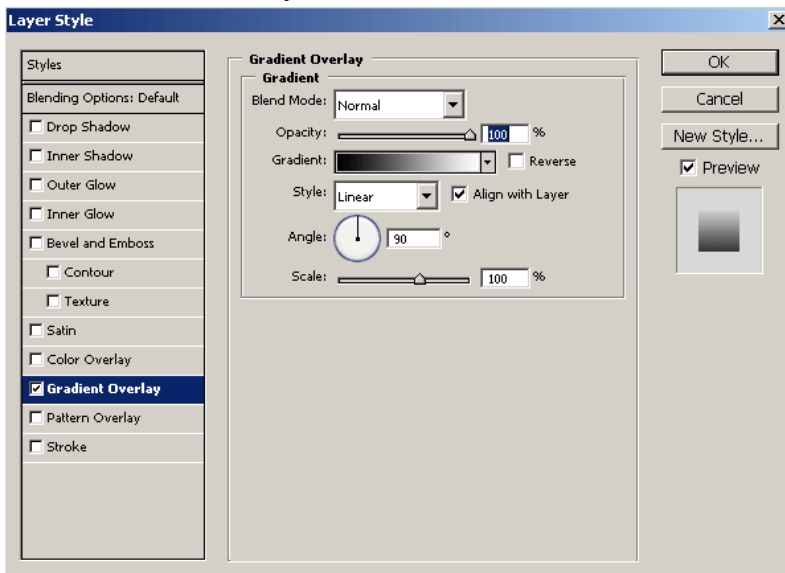 Layer Style
Styles
Blending Options: Default
Drop Shadow
Inner Shadow
Outer Glow
Inner Glow
Bevel and Emboss
Contour
Texture
Satin
Color Overlay
Gradient Overlay
Pattern Overlay
Stroke
Gradient Overlay
Gradient
Blend Mode: Normal
Opacity: 100 %
Gradient: Reverse
Style: Linear Align with Layer
Angle: 90 °
Scale: 100 %
OK
Cancel
New Style...
Preview